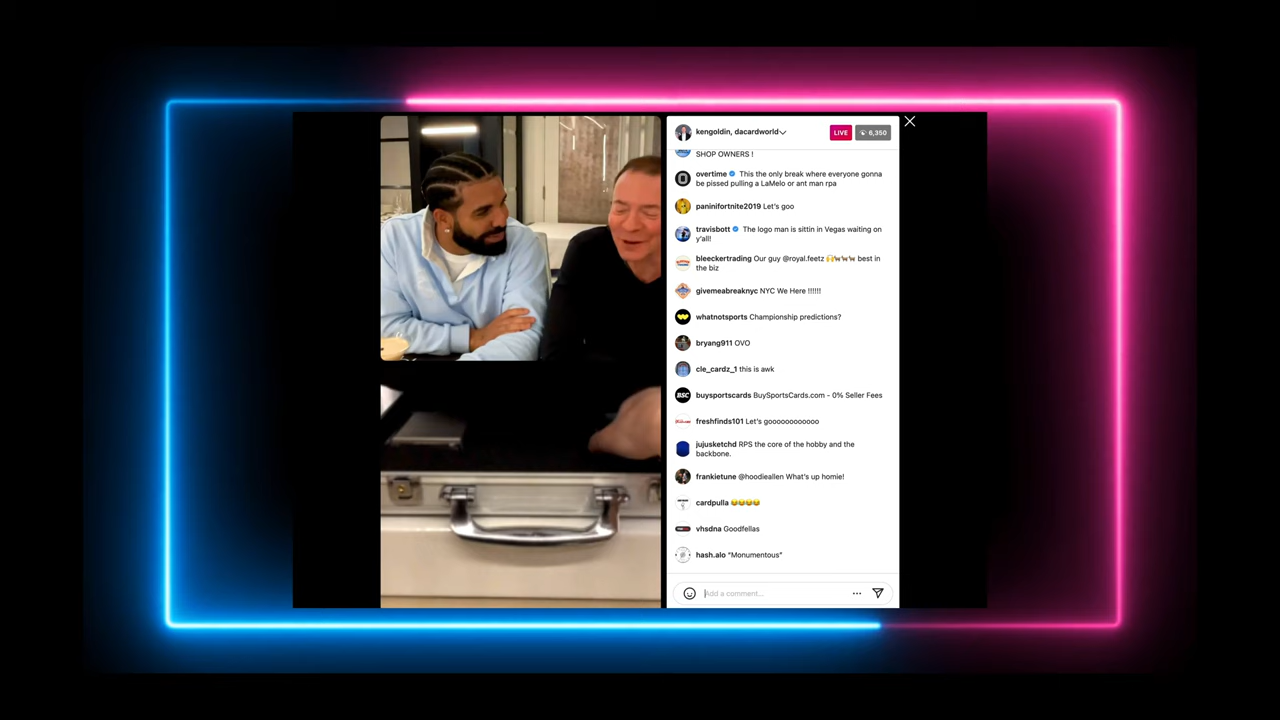 kengoldin, dacardworld
LIVE
6,350
SHOP OWNERS !
overtime This the only break where everyone gonna
be pissed pulling a LaMelo or ant man rpa
paninifortnite2019 Let's goo
travisbott The logo man is sittin in Vegas waiting on
y'all!
bleeckertrading Our guy @royal.feetz 🙌🐐🐐🐐 best in
the biz
givemeabreaknyc NYC We Here !!!!!!
whatnotsports Championship predictions?
bryang911 OVO
cle_cardz_1 this is awk
BSC
buysportscards BuySportsCards.com - 0% Seller Fees
freshfinds101 Let's gooooooooooo
jujusketchd RPS the core of the hobby and the
backbone.
frankietune @hoodieallen What's up homie!
cardpulla 😂😂😂😂
vhsdna Goodfellas
hash.alo "Monumentous"
Add a comment...